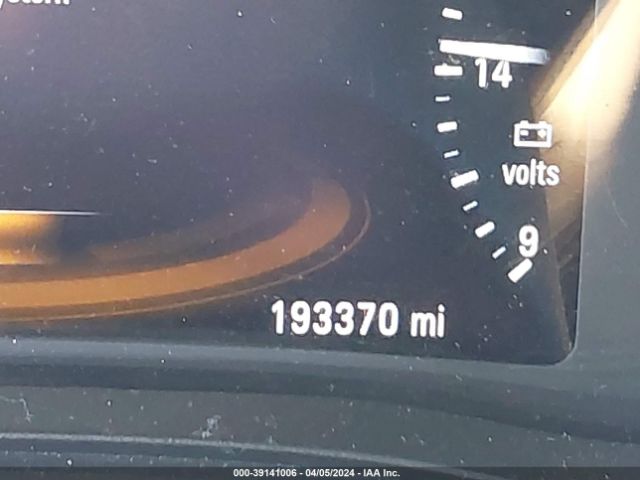 14
volts
9
193370 mi
000-39141006 - 04/05/2024 - IAA Inc.